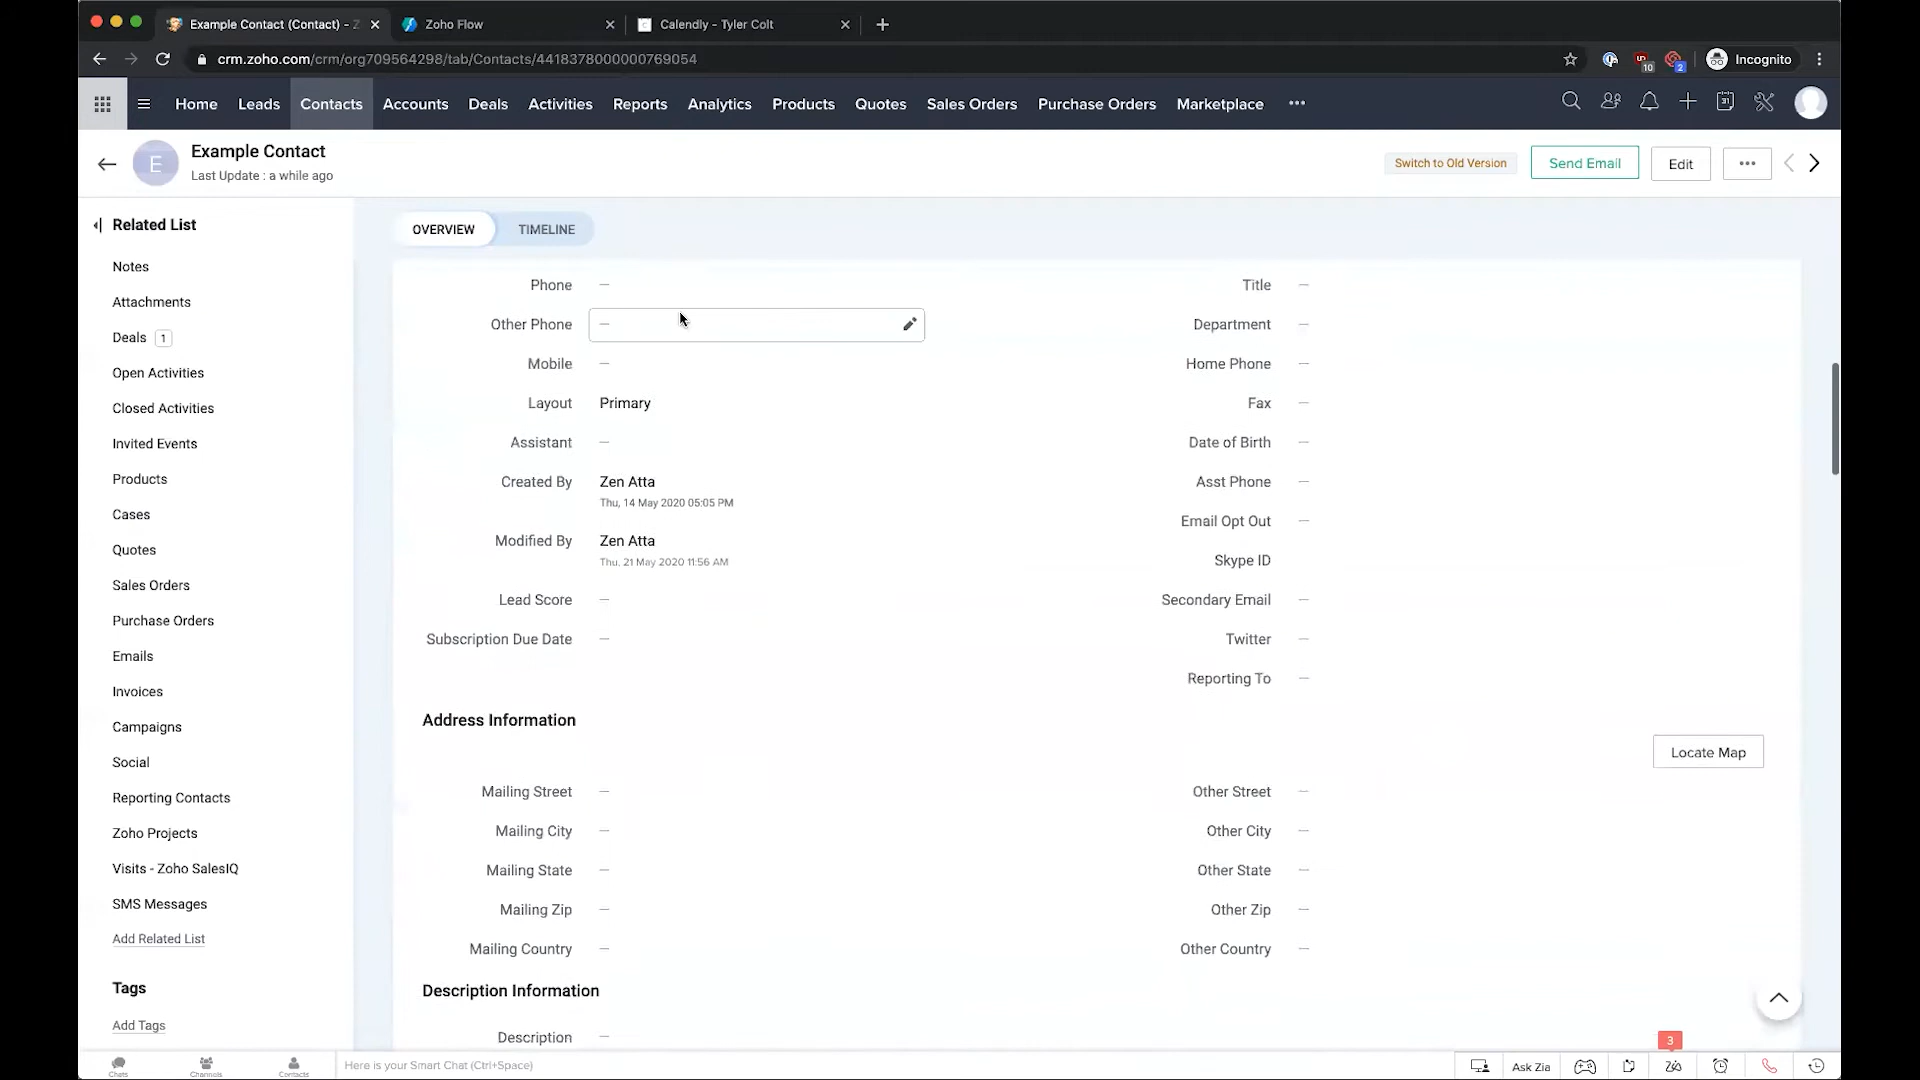 Example Contact (Contact) - Z
Zoho Flow
Calendly - Tyler Colt
crm.zoho.com/crm/org709564298/tab/Contacts/4418378000000769054
10
2
Incognito
Home
Leads
Contacts
Accounts
Deals
Activities
Reports
Analytics
Products
Quotes
Sales Orders
Purchase Orders
Marketplace
31
E
Example Contact
Last Update : a while ago
Switch to Old Version
Send Email
Edit
Related List
Notes
Attachments
Deals 1
Open Activities
Closed Activities
Invited Events
Products
Cases
Quotes
Sales Orders
Purchase Orders
Emails
Invoices
Campaigns
Social
Reporting Contacts
Zoho Projects
Visits - Zoho SalesIQ
SMS Messages
Add Related List
Tags
Add Tags
OVERVIEW
TIMELINE
Phone —
Other Phone —
Mobile —
Layout Primary
Assistant —
Created By Zen Atta
Thu, 14 May 2020 05:05 PM
Modified By Zen Atta
Thu, 21 May 2020 11:56 AM
Lead Score —
Subscription Due Date —
Title —
Department —
Home Phone —
Fax —
Date of Birth —
Asst Phone —
Email Opt Out —
Skype ID —
Secondary Email —
Twitter —
Reporting To —
Address Information
Locate Map
Mailing Street —
Mailing City —
Mailing State —
Mailing Zip —
Mailing Country —
Other Street —
Other City —
Other State —
Other Zip —
Other Country —
Description Information
Description —
Chats
Channels
Contacts
Here is your Smart Chat (Ctrl+Space)
Ask Zia
3